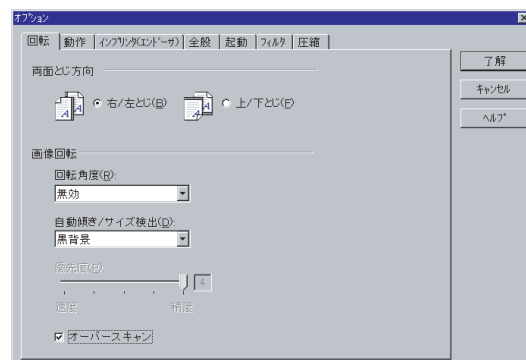 オプション
回転 動作 インプリンタ(エンドーサ) 全般 起動 フィルタ 圧縮
了解
キャンセル
ヘルプ
両面とじ方向
右/左とじ(B) 上/下とじ(F)
画像回転
回転角度(R):
無効
自動傾き/サイズ検出(D):
黒背景
優先度(P):
4
速度 精度
オーバースキャン